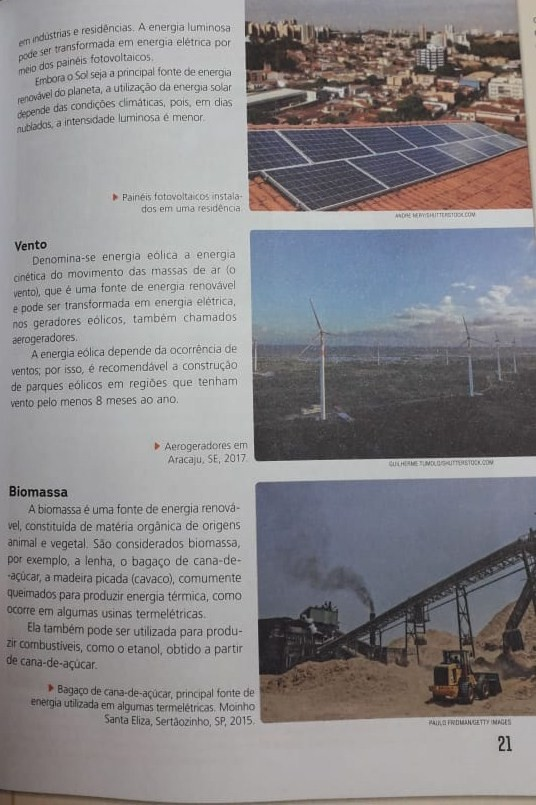 em indústrias e residências. A energia luminosa
pode ser transformada em energia elétrica por
meio dos painéis fotovoltaicos.
Embora o Sol seja a principal fonte de energia
renovável do planeta, a utilização da energia solar
depende das condições climáticas, pois, em dias
nublados, a intensidade luminosa é menor.
Painéis fotovoltaicos instala-
dos em uma residência.
ANDRE NERY/SHUTTERSTOCK.COM
Vento
Denomina-se energia eólica a energia
cinética do movimento das massas de ar (o
vento), que é uma fonte de energia renovável
e pode ser transformada em energia elétrica,
nos geradores eólicos, também chamados
aerogeradores.
A energia eólica depende da ocorrência de
ventos; por isso, é recomendável a construção
de parques eólicos em regiões que tenham
vento pelo menos 8 meses ao ano.
Aerogeradores em
Aracaju, SE, 2017.
GUILHERME TUMOLO/SHUTTERSTOCK.COM
Biomassa
A biomassa é uma fonte de energia renová-
vel, constituída de matéria orgânica de origens
animal e vegetal. São considerados biomassa,
por exemplo, a lenha, o bagaço de cana-de-
-açúcar, a madeira picada (cavaco), comumente
queimados para produzir energia térmica, como
ocorre em algumas usinas termelétricas.
Ela também pode ser utilizada para produ-
zir combustíveis, como o etanol, obtido a partir
de cana-de-açúcar.
Bagaço de cana-de-açúcar, principal fonte de
energia utilizada em algumas termelétricas. Moinho
Santa Eliza, Sertãozinho, SP, 2015.
PAULO FRIDMAN/GETTY IMAGES
21